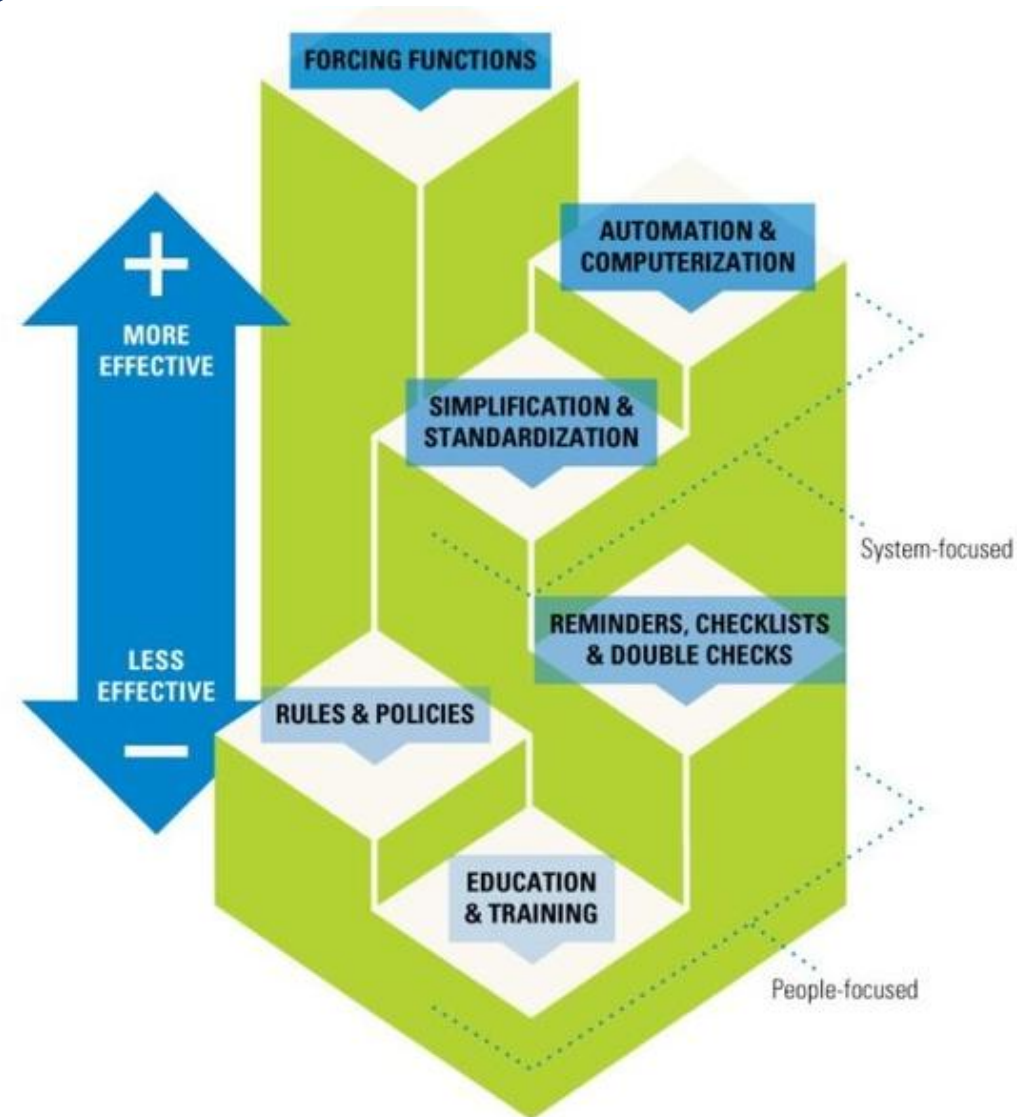 FORCING FUNCTIONS
AUTOMATION &
COMPUTERIZATION
+
MORE
EFFECTIVE
SIMPLIFICATION &
STANDARDIZATION
System-focused
REMINDERS, CHECKLISTS
& DOUBLE CHECKS
LESS
EFFECTIVE
−
RULES & POLICIES
EDUCATION
& TRAINING
People-focused